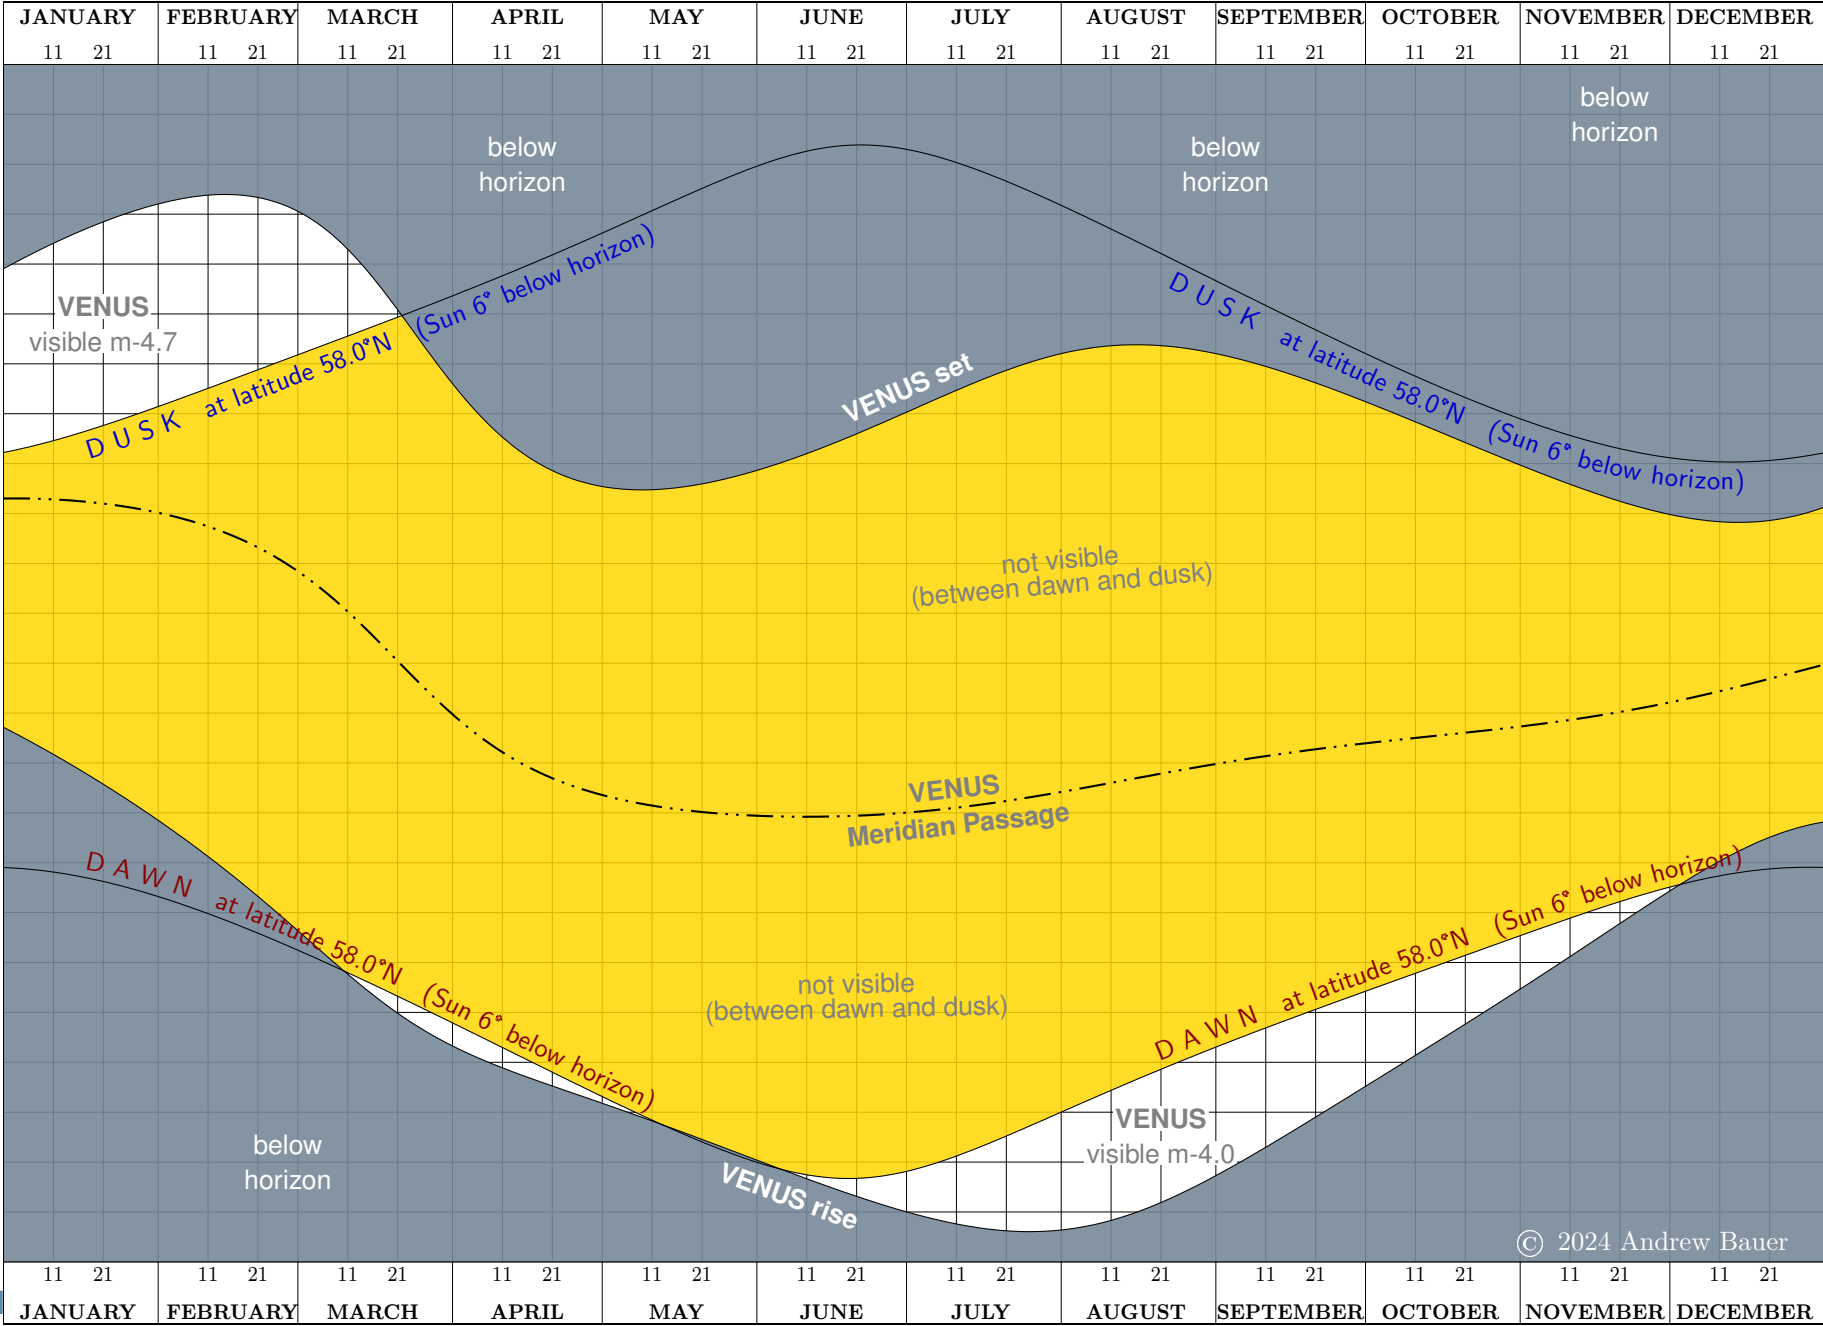 JANUARY FEBRUARY MARCH APRIL MAY JUNE JULY AUGUST SEPTEMBER OCTOBER NOVEMBER DECEMBER
11 21 11 21 11 21 11 21 11 21 11 21 11 21 11 21 11 21 11 21 11 21 11 21
below
horizon
below
horizon
below
horizon
VENUS
visible m-4.7
DUSK at latitude 58.0°N (Sun 6° below horizon)
DUSK at latitude 58.0°N (Sun 6° below horizon)
VENUS set
not visible
(between dawn and dusk)
VENUS
Meridian Passage
DAWN at latitude 58.0°N (Sun 6° below horizon)
DAWN at latitude 58.0°N (Sun 6° below horizon)
not visible
(between dawn and dusk)
VENUS
visible m-4.0
below
horizon
VENUS rise
© 2024 Andrew Bauer
11 21 11 21 11 21 11 21 11 21 11 21 11 21 11 21 11 21 11 21 11 21 11 21
JANUARY FEBRUARY MARCH APRIL MAY JUNE JULY AUGUST SEPTEMBER OCTOBER NOVEMBER DECEMBER